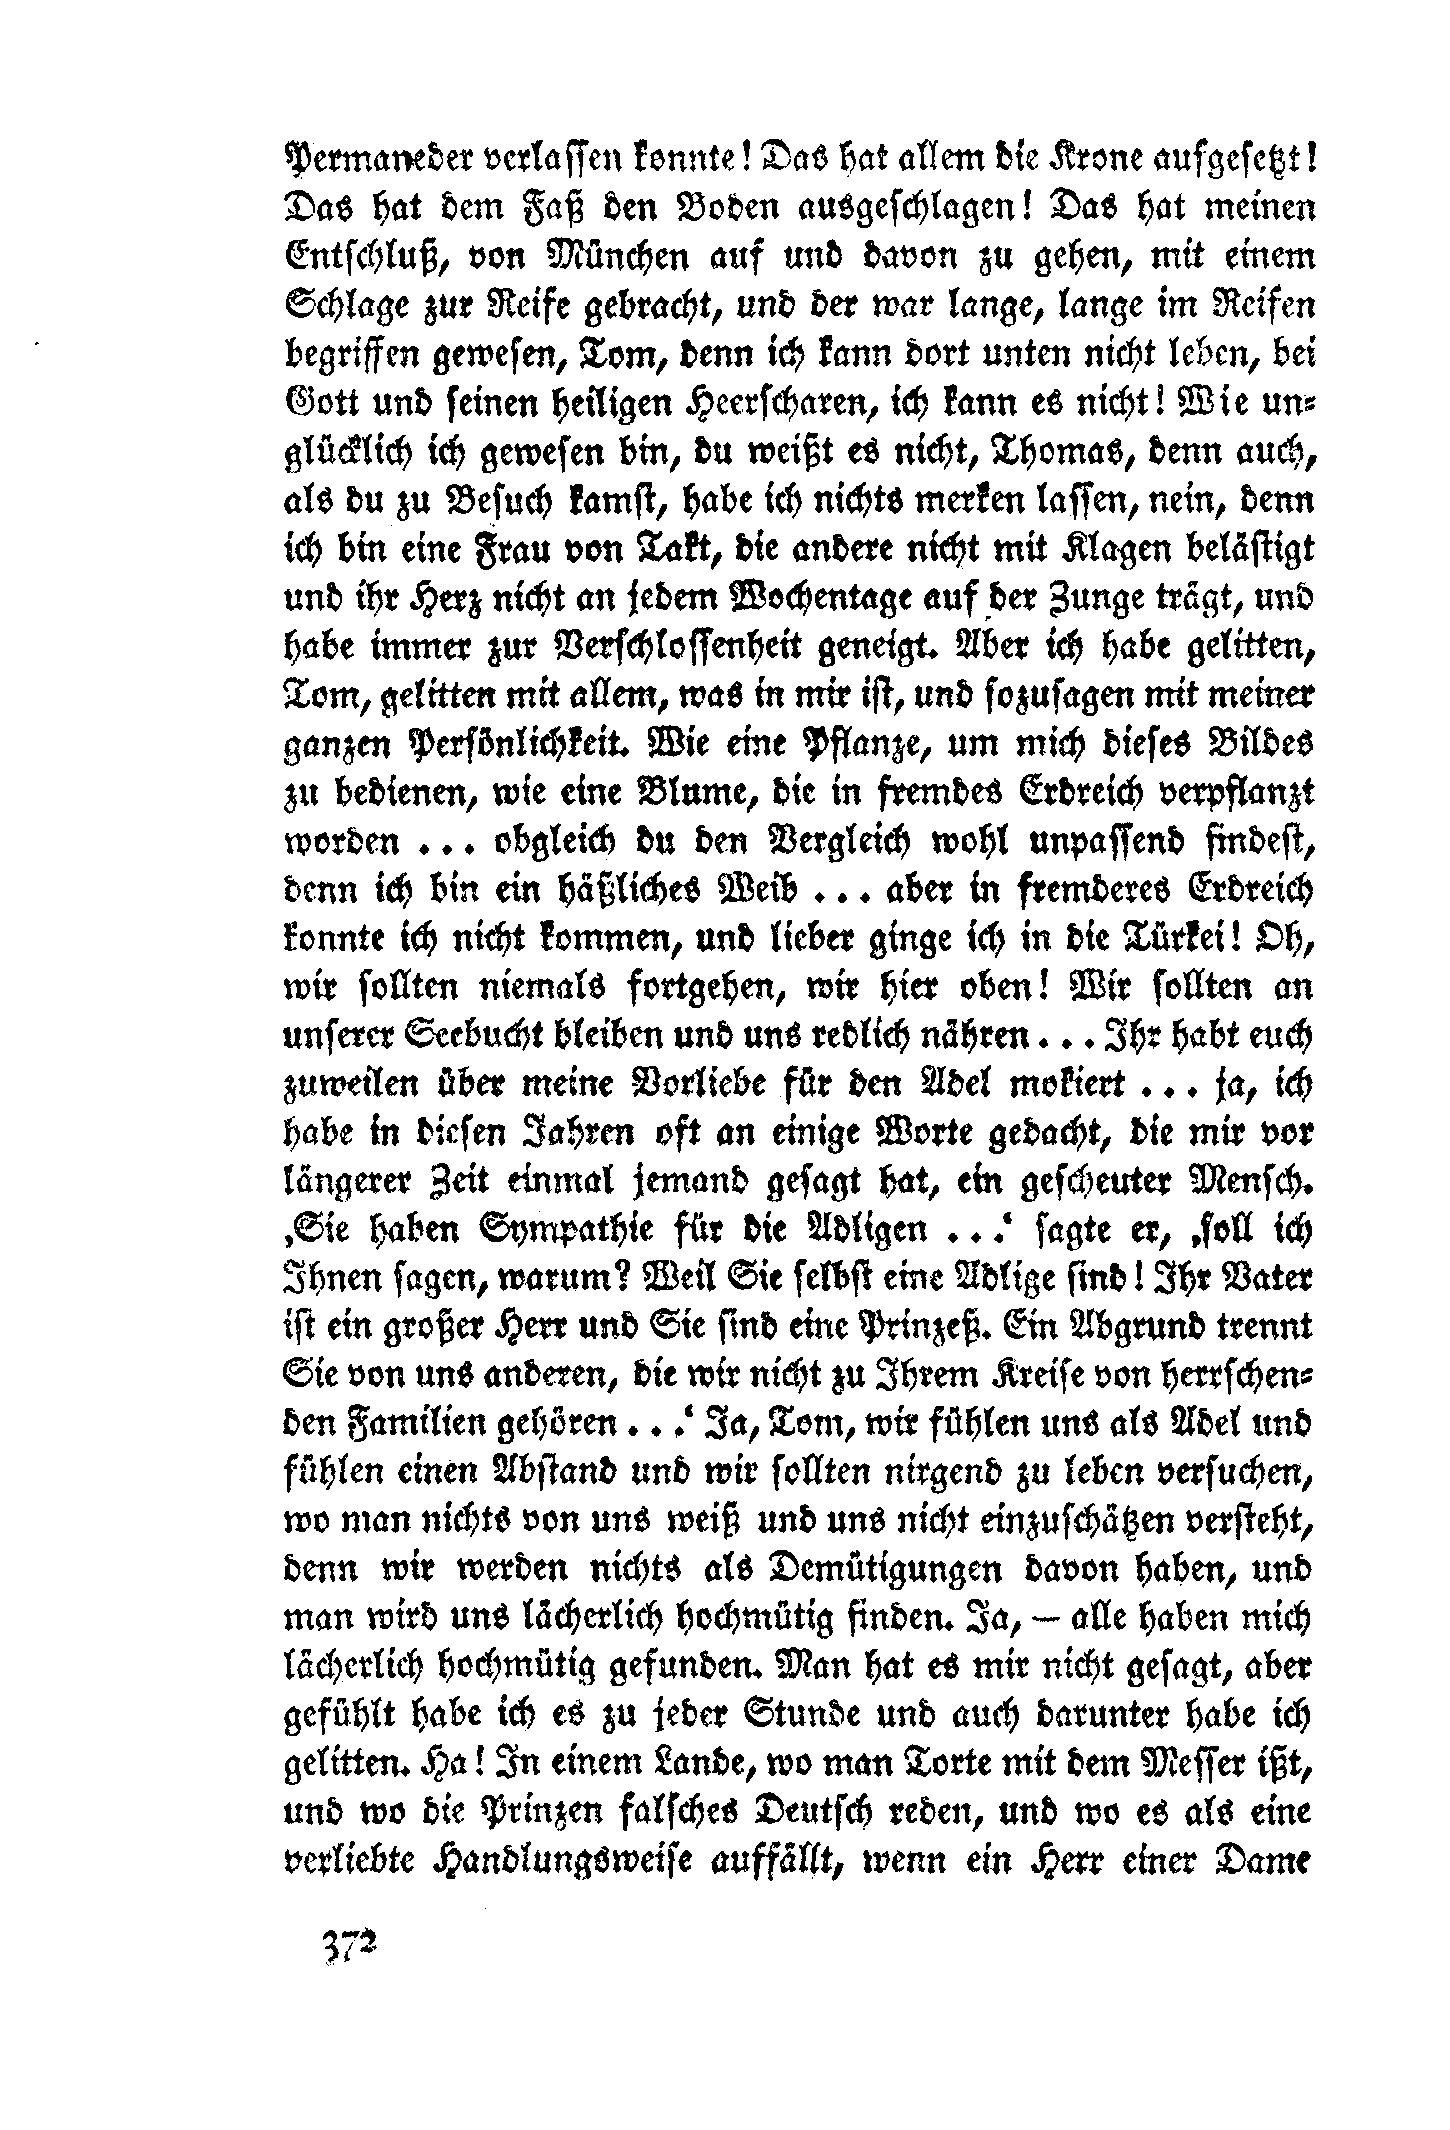 Permaneder verlassen konnte! Das hat allem die Krone aufgesetzt!
Das hat dem Faß den Boden ausgeschlagen! Das hat meinen
Entschluß, von München auf und davon zu gehen, mit einem
Schlage zur Reife gebracht, und der war lange, lange im Reifen
begriffen gewesen, Tom, denn ich kann dort unten nicht leben, bei
Gott und seinen heiligen Heerscharen, ich kann es nicht! Wie un-
glücklich ich gewesen bin, du weißt es nicht, Thomas, denn auch,
als du zu Besuch kamst, habe ich nichts merken lassen, nein, denn
ich bin eine Frau von Takt, die andere nicht mit Klagen belästigt
und ihr Herz nicht an jedem Wochentage auf der Zunge trägt, und
habe immer zur Verschlossenheit geneigt. Aber ich habe gelitten,
Tom, gelitten mit allem, was in mir ist, und sozusagen mit meiner
ganzen Persönlichkeit. Wie eine Pflanze, um mich dieses Bildes
zu bedienen, wie eine Blume, die in fremdes Erdreich verpflanzt
worden ... obgleich du den Vergleich wohl unpassend findest,
denn ich bin ein häßliches Weib ... aber in fremderes Erdreich
konnte ich nicht kommen, und lieber ginge ich in die Türkei! Oh,
wir sollten niemals fortgehen, wir hier oben! Wir sollten an
unserer Seebucht bleiben und uns redlich nähren ... Ihr habt euch
zuweilen über meine Vorliebe für den Adel mokiert ... ja, ich
habe in diesen Jahren oft an einige Worte gedacht, die mir vor
längerer Zeit einmal jemand gesagt hat, ein gescheuter Mensch.
‚Sie haben Sympathie für die Adligen ...‘ sagte er, ‚soll ich
Ihnen sagen, warum? Weil Sie selbst eine Adlige sind! Ihr Vater
ist ein großer Herr und Sie sind eine Prinzeß. Ein Abgrund trennt
Sie von uns anderen, die wir nicht zu Ihrem Kreise von herrschen-
den Familien gehören ...‘ Ja, Tom, wir fühlen uns als Adel und
fühlen einen Abstand und wir sollten nirgend zu leben versuchen,
wo man nichts von uns weiß und uns nicht einzuschätzen versteht,
denn wir werden nichts als Demütigungen davon haben, und
man wird uns lächerlich hochmütig finden. Ja, — alle haben mich
lächerlich hochmütig gefunden. Man hat es mir nicht gesagt, aber
gefühlt habe ich es zu jeder Stunde und auch darunter habe ich
gelitten. Ha! In einem Lande, wo man Torte mit dem Messer ißt,
und wo die Prinzen falsches Deutsch reden, und wo es als eine
verliebte Handlungsweise auffällt, wenn ein Herr einer Dame
372